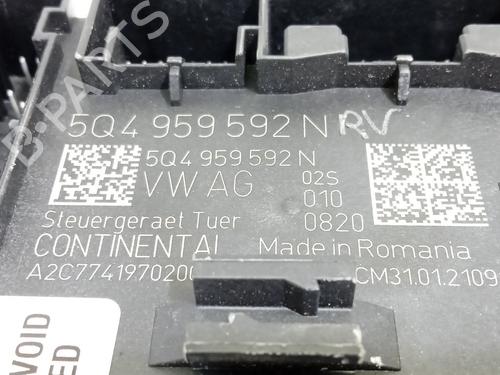 5Q4 959 592 N RV
5Q4 959 592 N
VW AG 02S
010
Steuergeraet Tuer 0820
CONTINENTAL Made in Romania
CM31.01.2109
VOID
ED
B-PARTS